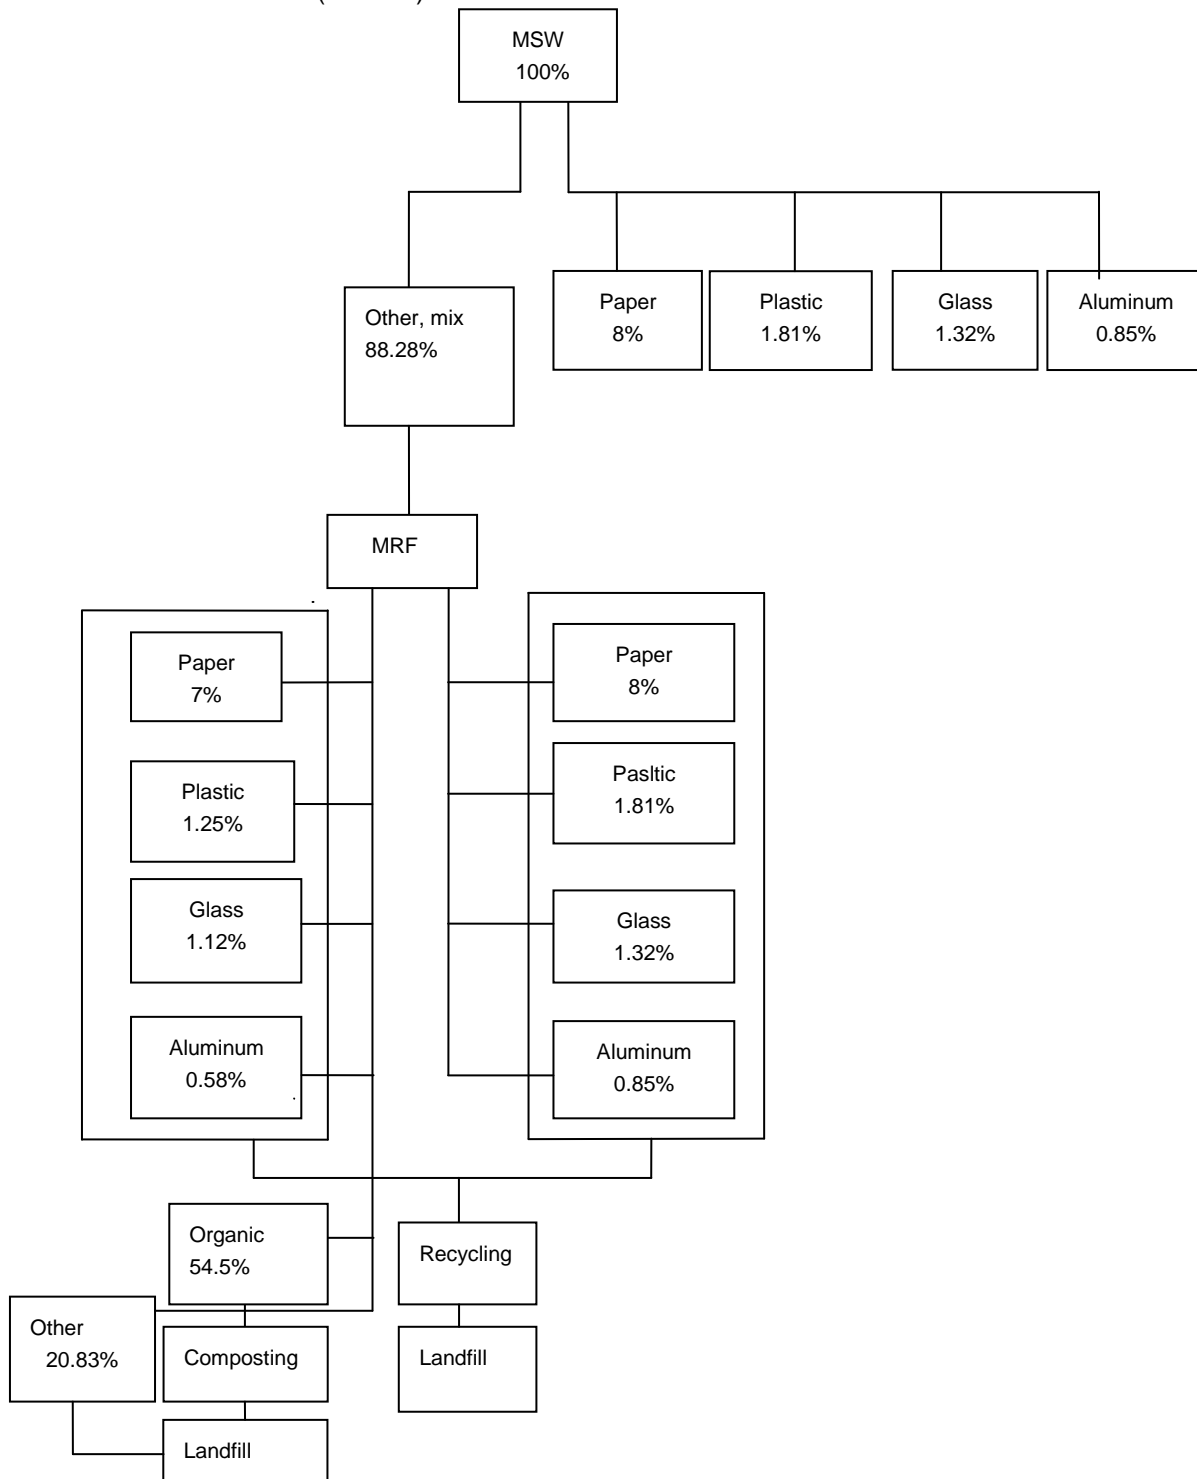 MSW
100%
Paper
8%
Plastic
1.81%
Glass
1.32%
Aluminum
0.85%
Other, mix
88.28%
MRF
Paper
7%
Paper
8%
Plastic
1.25%
Pasltic
1.81%
Glass
1.12%
Glass
1.32%
Aluminum
0.58%
Aluminum
0.85%
Organic
54.5%
Recycling
Other
20.83%
Composting
Landfill
Landfill